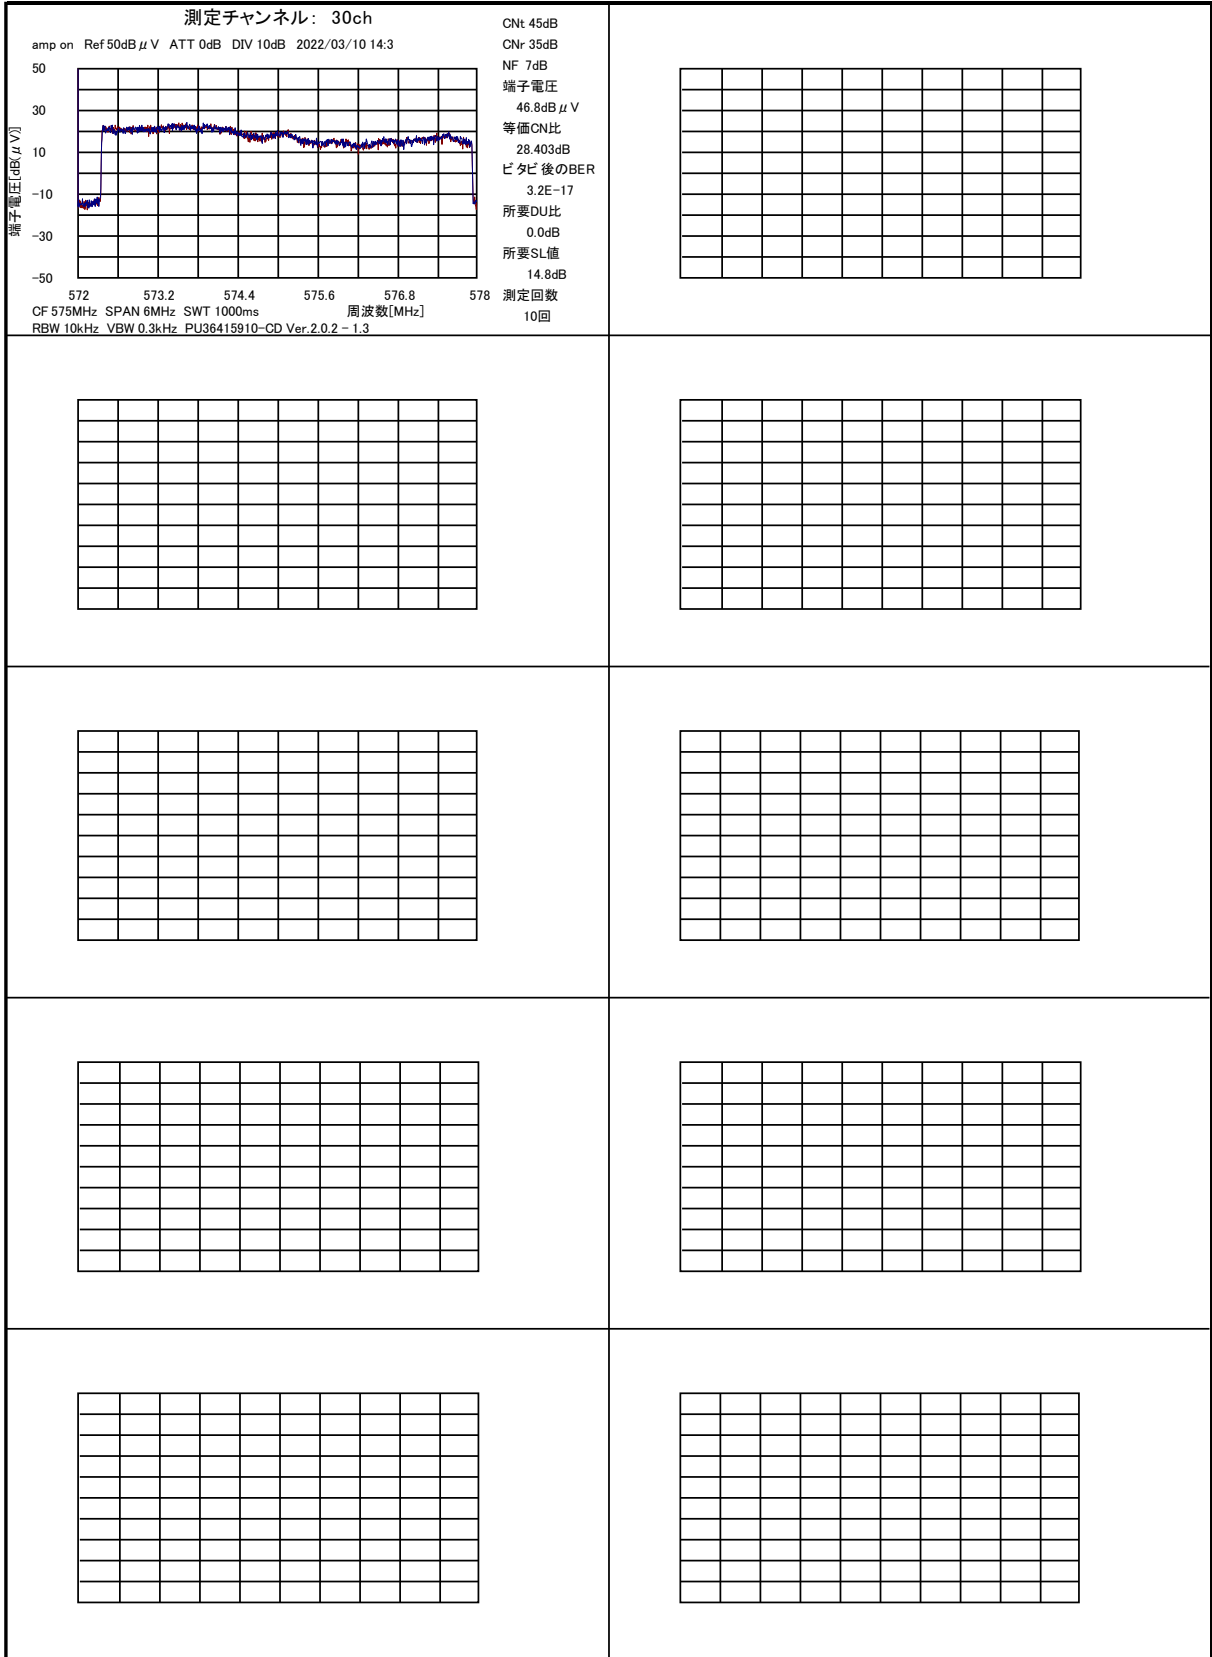 測定チャンネル： 30ch
amp on Ref 50dBμV ATT 0dB DIV 10dB 2022/03/10 14:3
端子電圧[dB(μV)]
50
30
10
-10
-30
-50
572 573.2 574.4 575.6 576.8 578
CF 575MHz SPAN 6MHz SWT 1000ms 周波数[MHz]
RBW 10kHz VBW 0.3kHz PU36415910-CD Ver.2.0.2 - 1.3
CNt 45dB
CNr 35dB
NF 7dB
端子電圧
46.8dBμV
等価CN比
28.403dB
ビタビ後のBER
3.2E-17
所要DU比
0.0dB
所要SL値
14.8dB
測定回数
10回